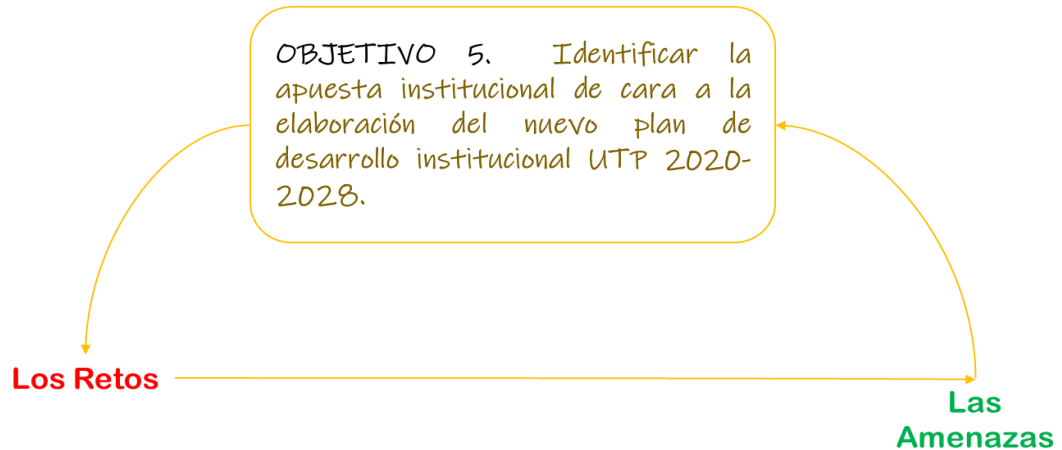 OBJETIVO 5. Identificar la
apuesta institucional de cara a la
elaboración del nuevo plan de
desarrollo institucional UTP 2020-
2028.
Los Retos
Las
Amenazas